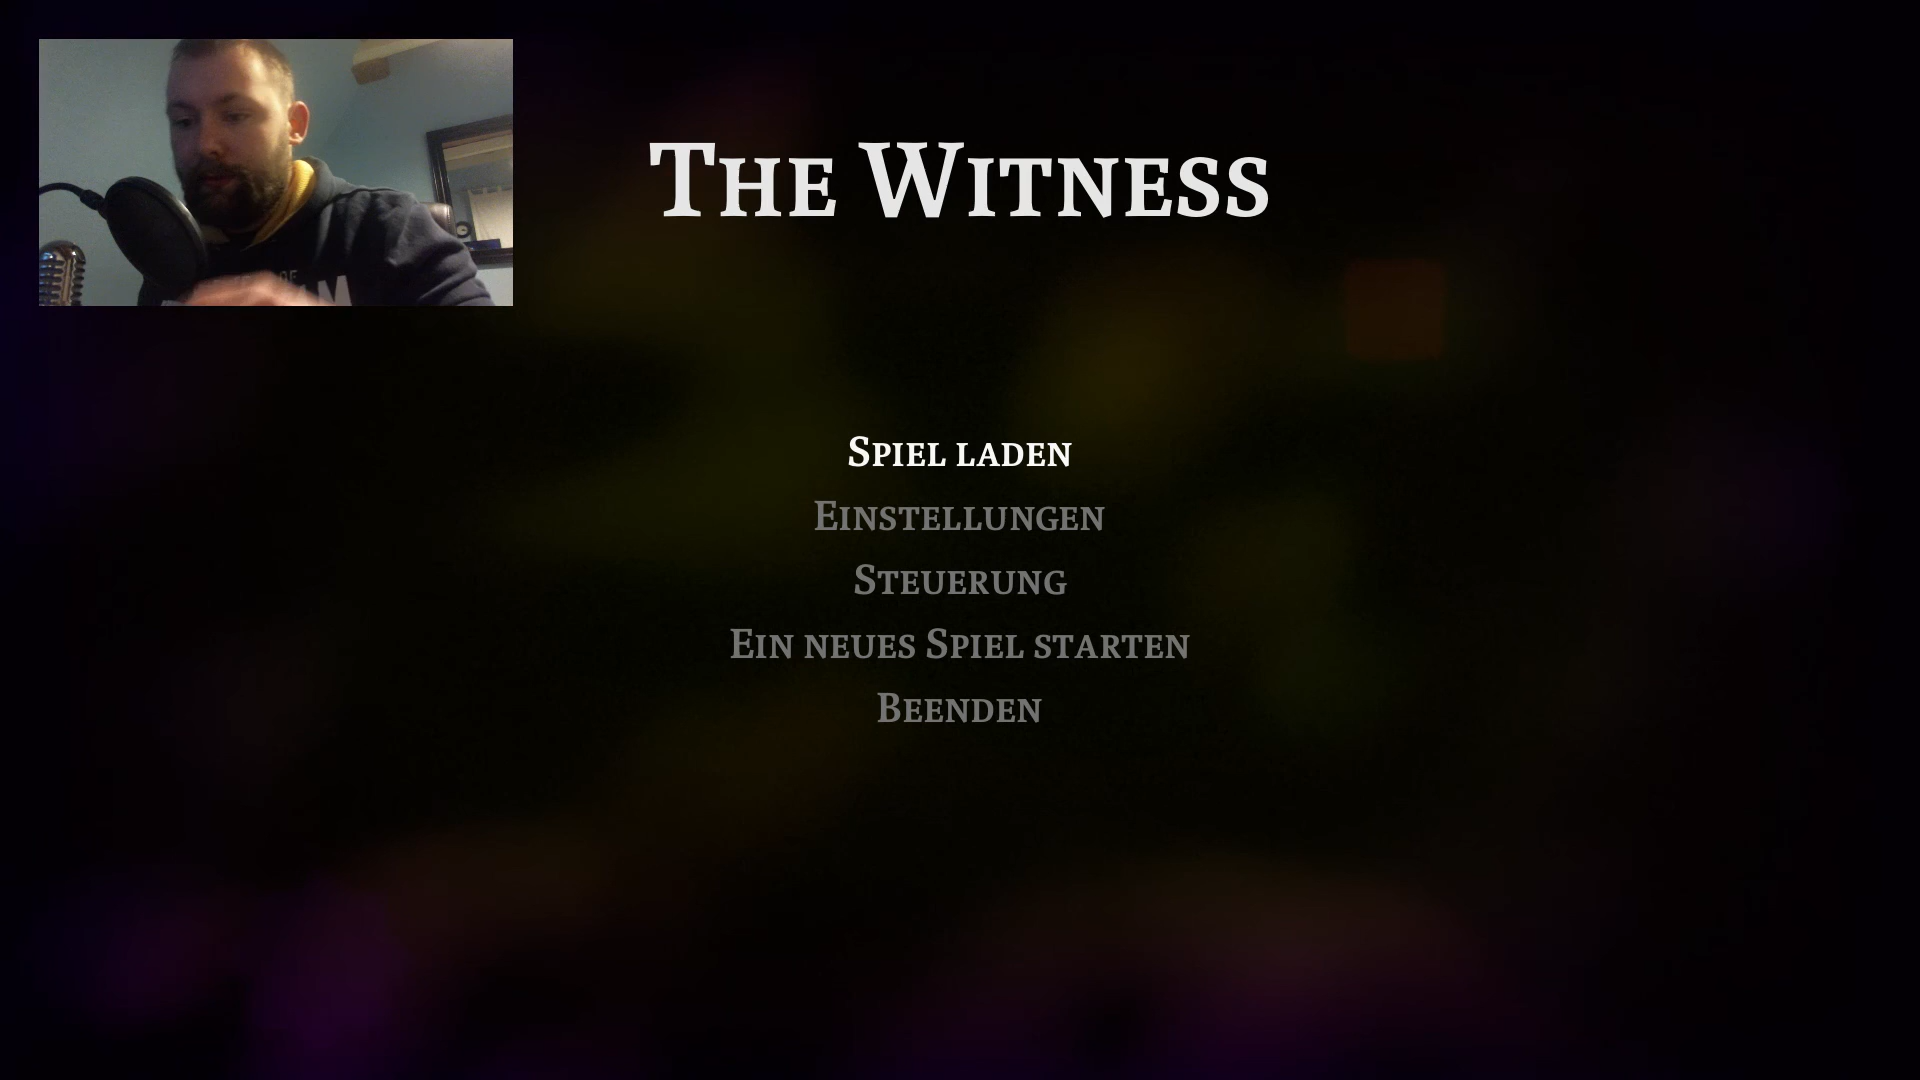 The Witness
Spiel laden
Einstellungen
Steuerung
Ein neues Spiel starten
Beenden